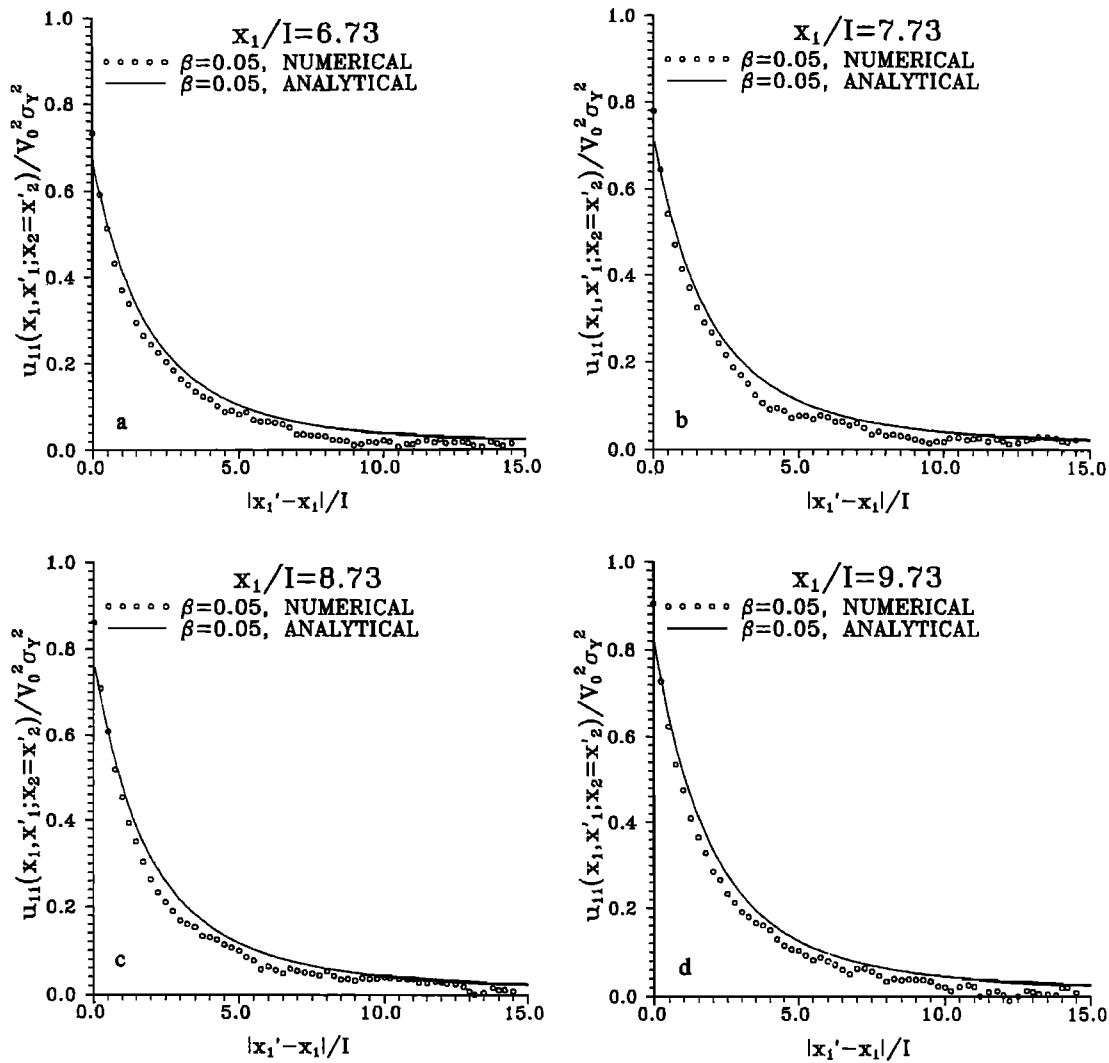 x₁/I=6.73
β=0.05, NUMERICAL
β=0.05, ANALYTICAL
u₁₁(x₁,x'₁;x₂=x'₂)/V₀²σ_Y²
1.0
0.8
0.6
0.4
0.2
0.0
a
0.0 5.0 10.0 15.0
|x₁'−x₁|/I
x₁/I=7.73
β=0.05, NUMERICAL
β=0.05, ANALYTICAL
u₁₁(x₁,x'₁;x₂=x'₂)/V₀²σ_Y²
1.0
0.8
0.6
0.4
0.2
0.0
b
0.0 5.0 10.0 15.0
|x₁'−x₁|/I
x₁/I=8.73
β=0.05, NUMERICAL
β=0.05, ANALYTICAL
u₁₁(x₁,x'₁;x₂=x'₂)/V₀²σ_Y²
1.0
0.8
0.6
0.4
0.2
0.0
c
0.0 5.0 10.0 15.0
|x₁'−x₁|/I
x₁/I=9.73
β=0.05, NUMERICAL
β=0.05, ANALYTICAL
u₁₁(x₁,x'₁;x₂=x'₂)/V₀²σ_Y²
1.0
0.8
0.6
0.4
0.2
0.0
d
0.0 5.0 10.0 15.0
|x₁'−x₁|/I